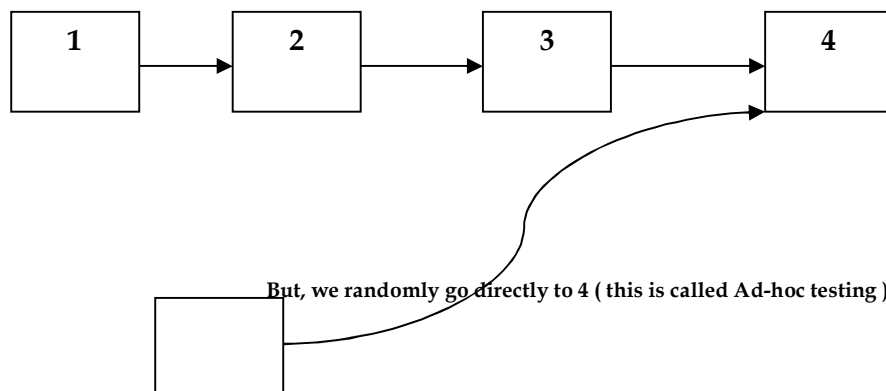 1 2 3 4
But, we randomly go directly to 4 ( this is called Ad-hoc testing )